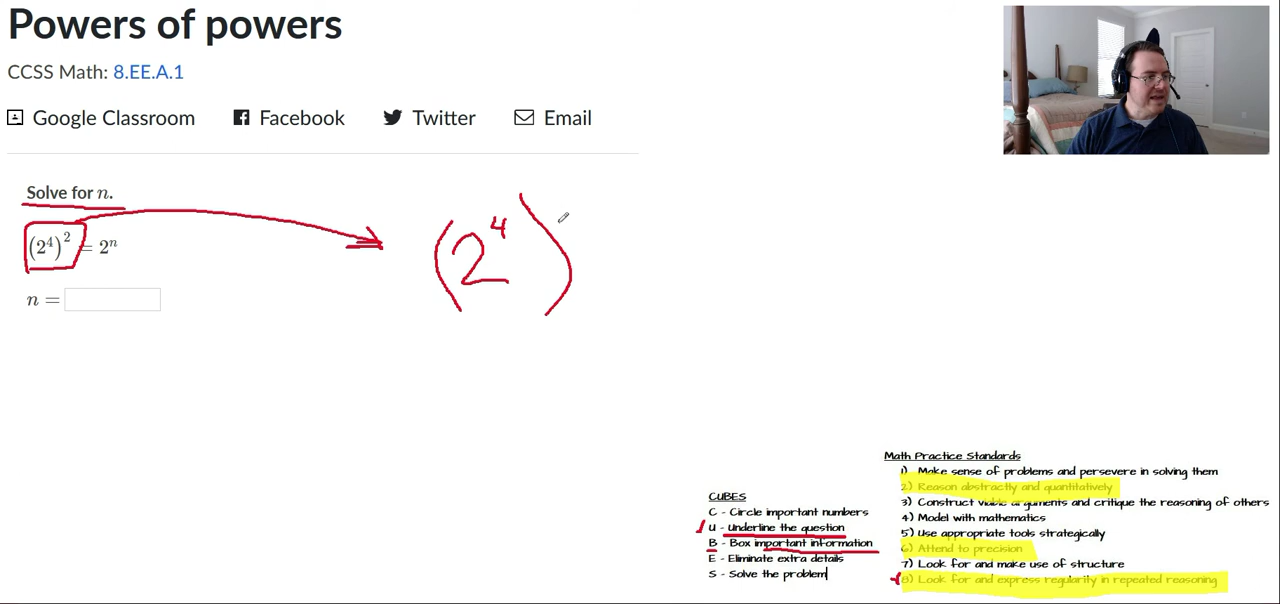 Powers of powers
CCSS Math: 8.EE.A.1
Google Classroom Facebook Twitter Email
Solve for n.
(2⁴)² = 2ⁿ
n =
(2⁴)
CUBES
C - Circle important numbers
U - Underline the question
B - Box important information
E - Eliminate extra details
S - Solve the problem
Math Practice Standards
1) Make sense of problems and persevere in solving them
2) Reason abstractly and quantitatively
3) Construct viable arguments and critique the reasoning of others
4) Model with mathematics
5) Use appropriate tools strategically
6) Attend to precision
7) Look for and make use of structure
8) Look for and express regularity in repeated reasoning